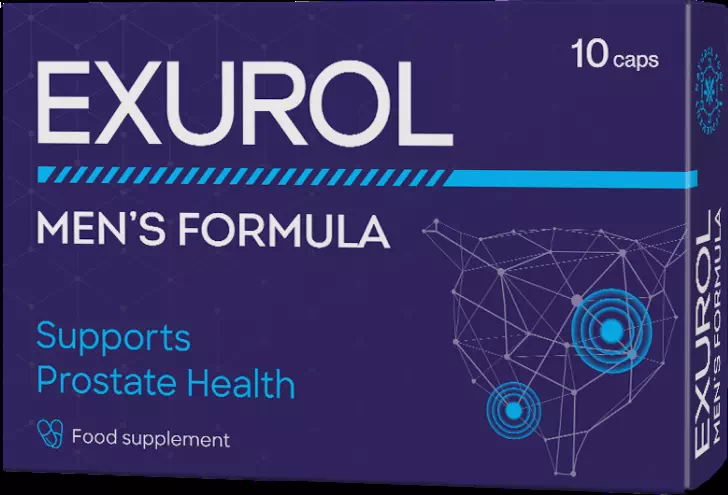 EXUROL
10 caps
MEN'S FORMULA
Supports
Prostate Health
Food supplement
EXUROL
MEN'S FORMULA